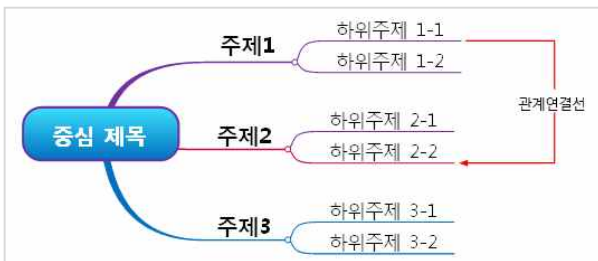 중심 제목
주제1
하위주제 1-1
하위주제 1-2
관계연결선
주제2
하위주제 2-1
하위주제 2-2
주제3
하위주제 3-1
하위주제 3-2